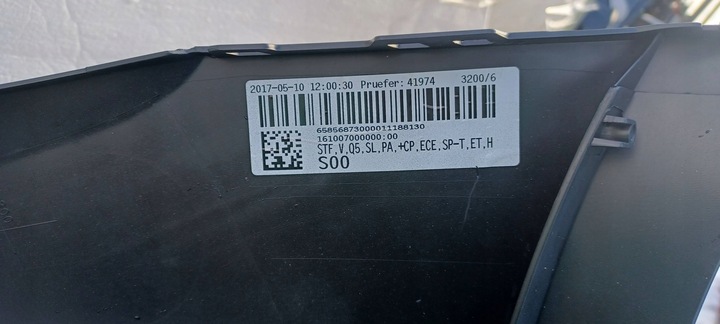 2017-05-10 12:00:30 Pruefer: 41974 3200/6
65856873000011188130
161007000000:00
STF,V,Q5,SL,PA,+CP,ECE,SP-T,ET,H
S00